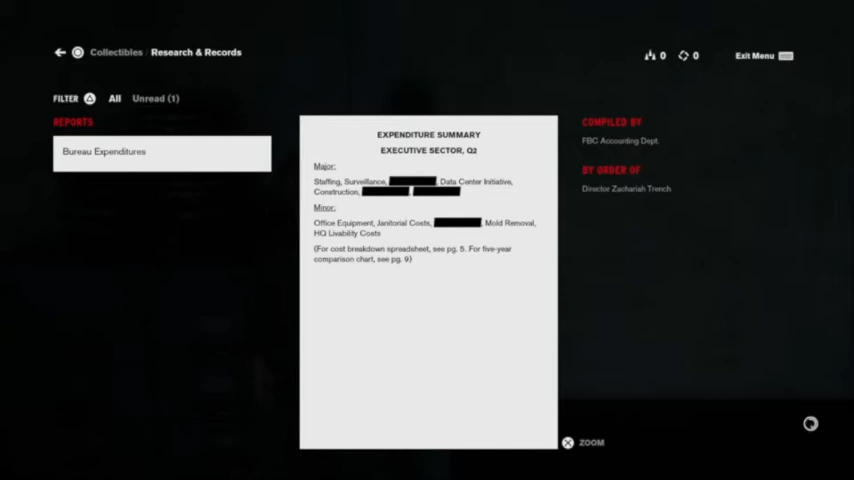 Collectibles / Research & Records
0 0 Exit Menu
FILTER All Unread (1)
REPORTS
Bureau Expenditures
EXPENDITURE SUMMARY
EXECUTIVE SECTOR, Q2
Major:
Staffing, Surveillance, , Data Center Initiative,
Construction, ,
Minor:
Office Equipment, Janitorial Costs, , Mold Removal,
HQ Livability Costs
(For cost breakdown spreadsheet, see pg. 5. For five-year
comparison chart, see pg. 9)
COMPILED BY
FBC Accounting Dept.
BY ORDER OF
Director Zachariah Trench
ZOOM